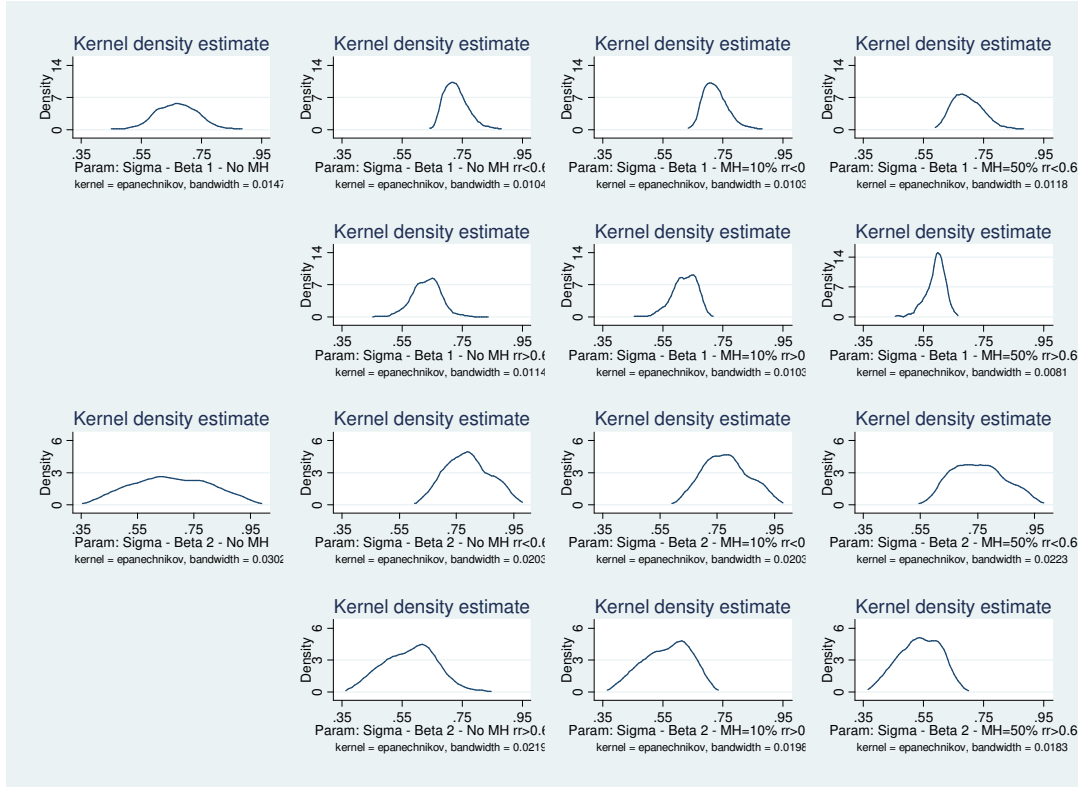 Kernel density estimate
Density
14
7
0
.35 .55 .75 .95
Param: Sigma - Beta 1 - No MH
kernel = epanechnikov, bandwidth = 0.0147
Kernel density estimate
Density
14
7
0
.35 .55 .75 .95
Param: Sigma - Beta 1 - No MH rr<0.6
kernel = epanechnikov, bandwidth = 0.0104
Kernel density estimate
Density
14
7
0
.35 .55 .75 .95
Param: Sigma - Beta 1 - MH=10% rr<0
kernel = epanechnikov, bandwidth = 0.0103
Kernel density estimate
Density
14
7
0
.35 .55 .75 .95
Param: Sigma - Beta 1 - MH=50% rr<0.6
kernel = epanechnikov, bandwidth = 0.0118
Kernel density estimate
Density
14
7
0
.35 .55 .75 .95
Param: Sigma - Beta 1 - No MH rr>0.6
kernel = epanechnikov, bandwidth = 0.0114
Kernel density estimate
Density
14
7
0
.35 .55 .75 .95
Param: Sigma - Beta 1 - MH=10% rr>0
kernel = epanechnikov, bandwidth = 0.0103
Kernel density estimate
Density
14
7
0
.35 .55 .75 .95
Param: Sigma - Beta 1 - MH=50% rr>0.6
kernel = epanechnikov, bandwidth = 0.0081
Kernel density estimate
Density
6
3
0
.35 .55 .75 .95
Param: Sigma - Beta 2 - No MH
kernel = epanechnikov, bandwidth = 0.0302
Kernel density estimate
Density
6
3
0
.35 .55 .75 .95
Param: Sigma - Beta 2 - No MH rr<0.6
kernel = epanechnikov, bandwidth = 0.0203
Kernel density estimate
Density
6
3
0
.35 .55 .75 .95
Param: Sigma - Beta 2 - MH=10% rr<0
kernel = epanechnikov, bandwidth = 0.0203
Kernel density estimate
Density
6
3
0
.35 .55 .75 .95
Param: Sigma - Beta 2 - MH=50% rr<0.6
kernel = epanechnikov, bandwidth = 0.0223
Kernel density estimate
Density
6
3
0
.35 .55 .75 .95
Param: Sigma - Beta 2 - No MH rr>0.6
kernel = epanechnikov, bandwidth = 0.0219
Kernel density estimate
Density
6
3
0
.35 .55 .75 .95
Param: Sigma - Beta 2 - MH=10% rr>0
kernel = epanechnikov, bandwidth = 0.0198
Kernel density estimate
Density
6
3
0
.35 .55 .75 .95
Param: Sigma - Beta 2 - MH=50% rr>0.6
kernel = epanechnikov, bandwidth = 0.0183